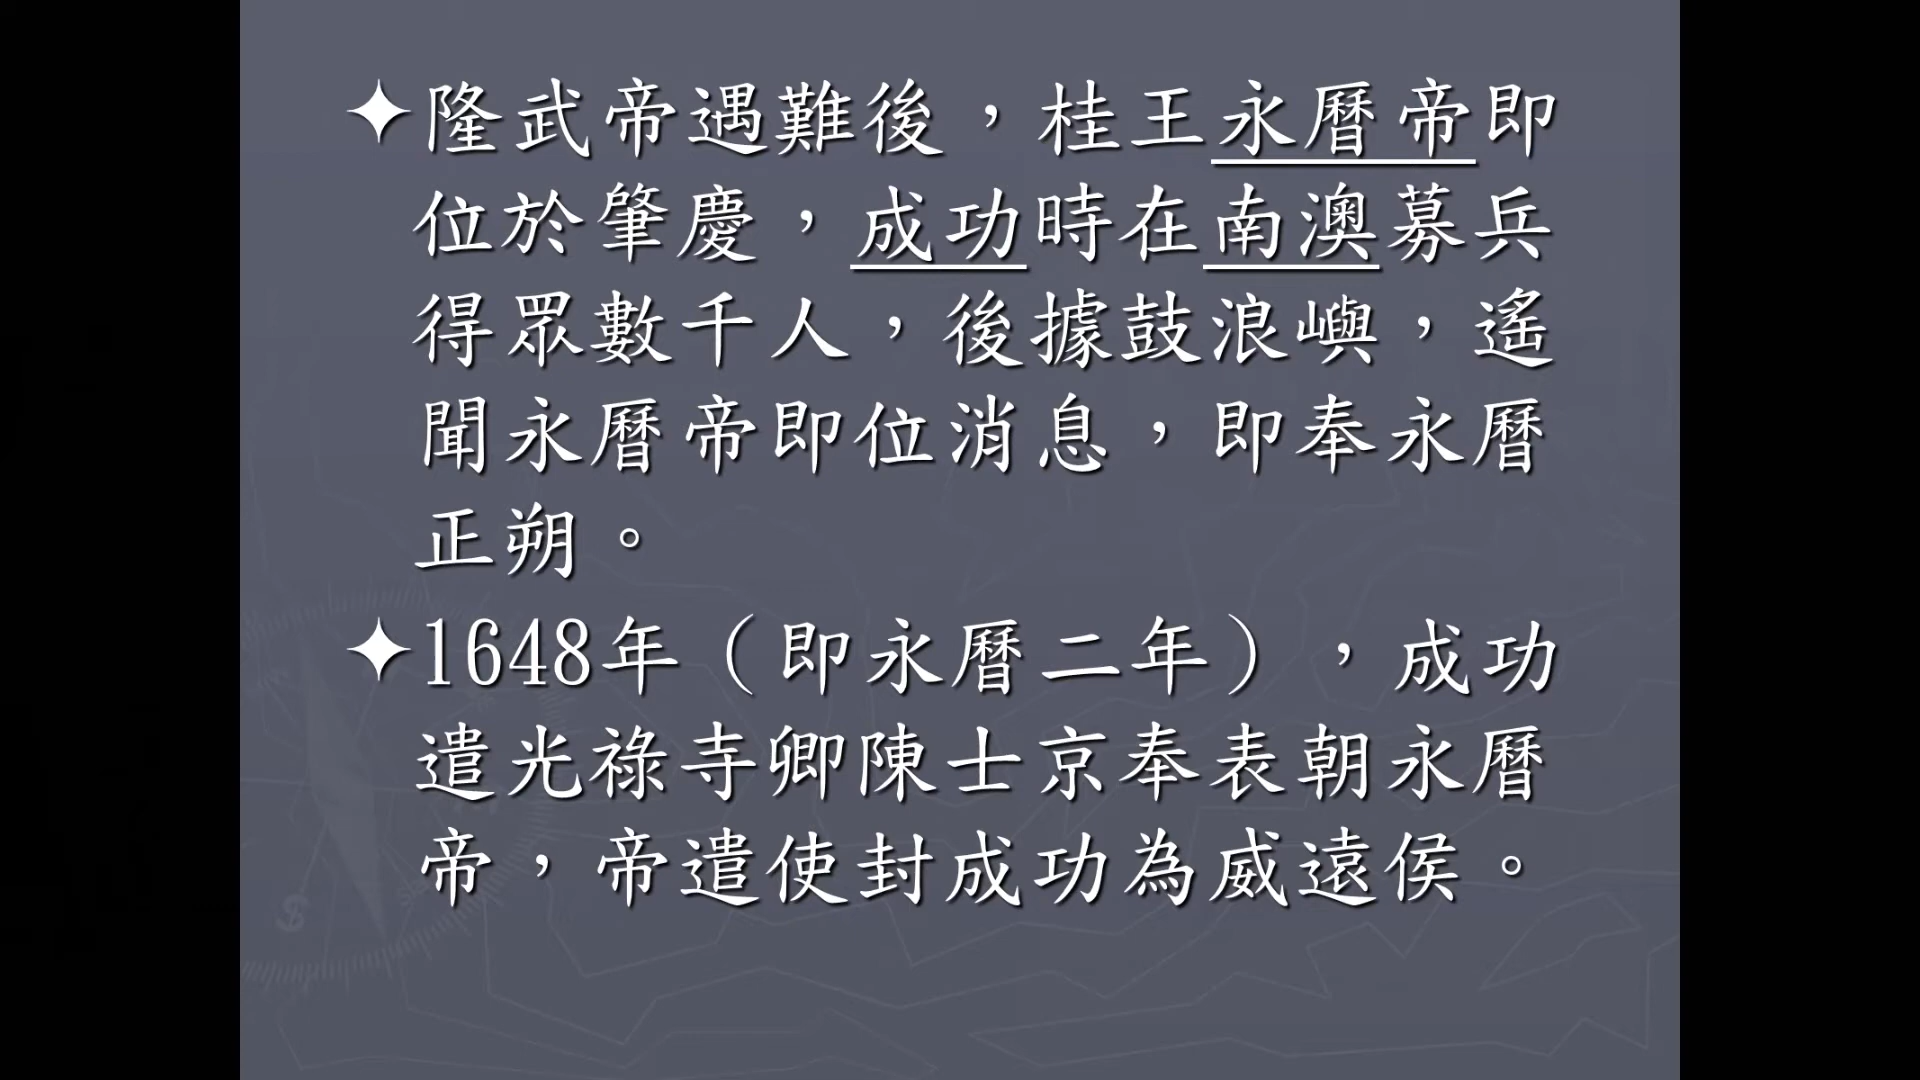 ✦隆武帝遇難後，桂王永曆帝即
位於肇慶，成功時在南澳募兵
得眾數千人，後據鼓浪嶼，遙
聞永曆帝即位消息，即奉永曆
正朔。
✦1648年（即永曆二年），成功
遣光祿寺卿陳士京奉表朝永曆
帝，帝遣使封成功為威遠侯。